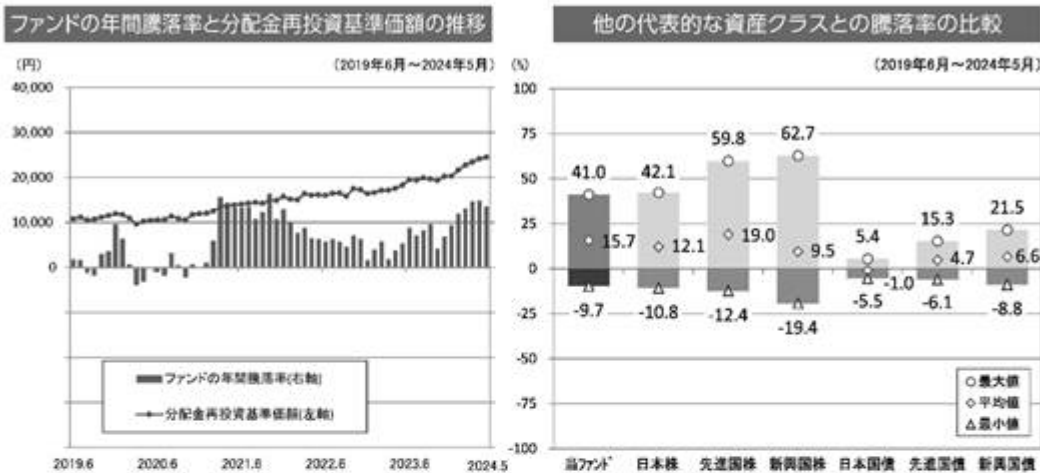 ファンドの年間騰落率と分配金再投資基準価額の推移
(円)
(2019年6月～2024年5月)
40,000
30,000
20,000
10,000
0
ファンドの年間騰落率(右軸)
分配金再投資基準価額(左軸)
2019.6
2020.6
2021.6
2022.6
2023.6
2024.5
他の代表的な資産クラスとの騰落率の比較
(%)
(2019年6月～2024年5月)
100
75
50
25
0
-25
-50
-75
-100
41.0
15.7
-9.7
42.1
12.1
-10.8
59.8
19.0
-12.4
62.7
9.5
-19.4
5.4
-1.0
-5.5
15.3
4.7
-6.1
21.5
6.6
-8.8
最大値
平均値
最小値
当ファンド
日本株
先進国株
新興国株
日本国債
先進国債
新興国債